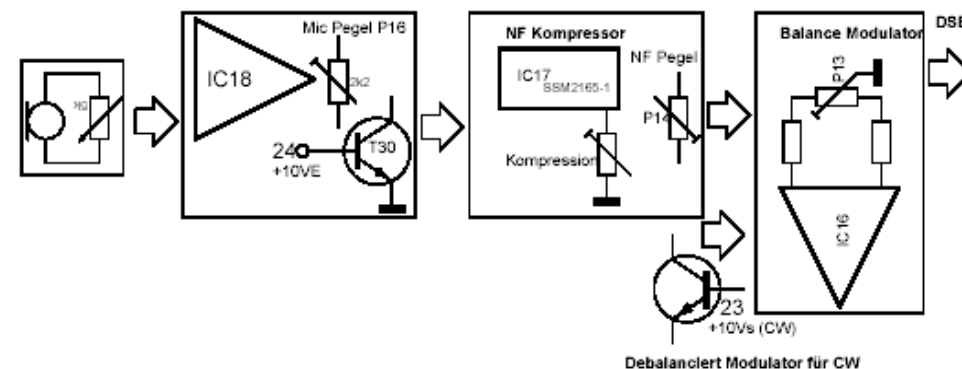 Mic Pegel P16
IC18
2k2
24
+10VE
T30
NF Kompressor
IC17
SSM2165-1
NF Pegel
P14
Kompression
Balance Modulator
P13
IC16
DSB
23
+10Vs (CW)
Debalanciert Modulator für CW